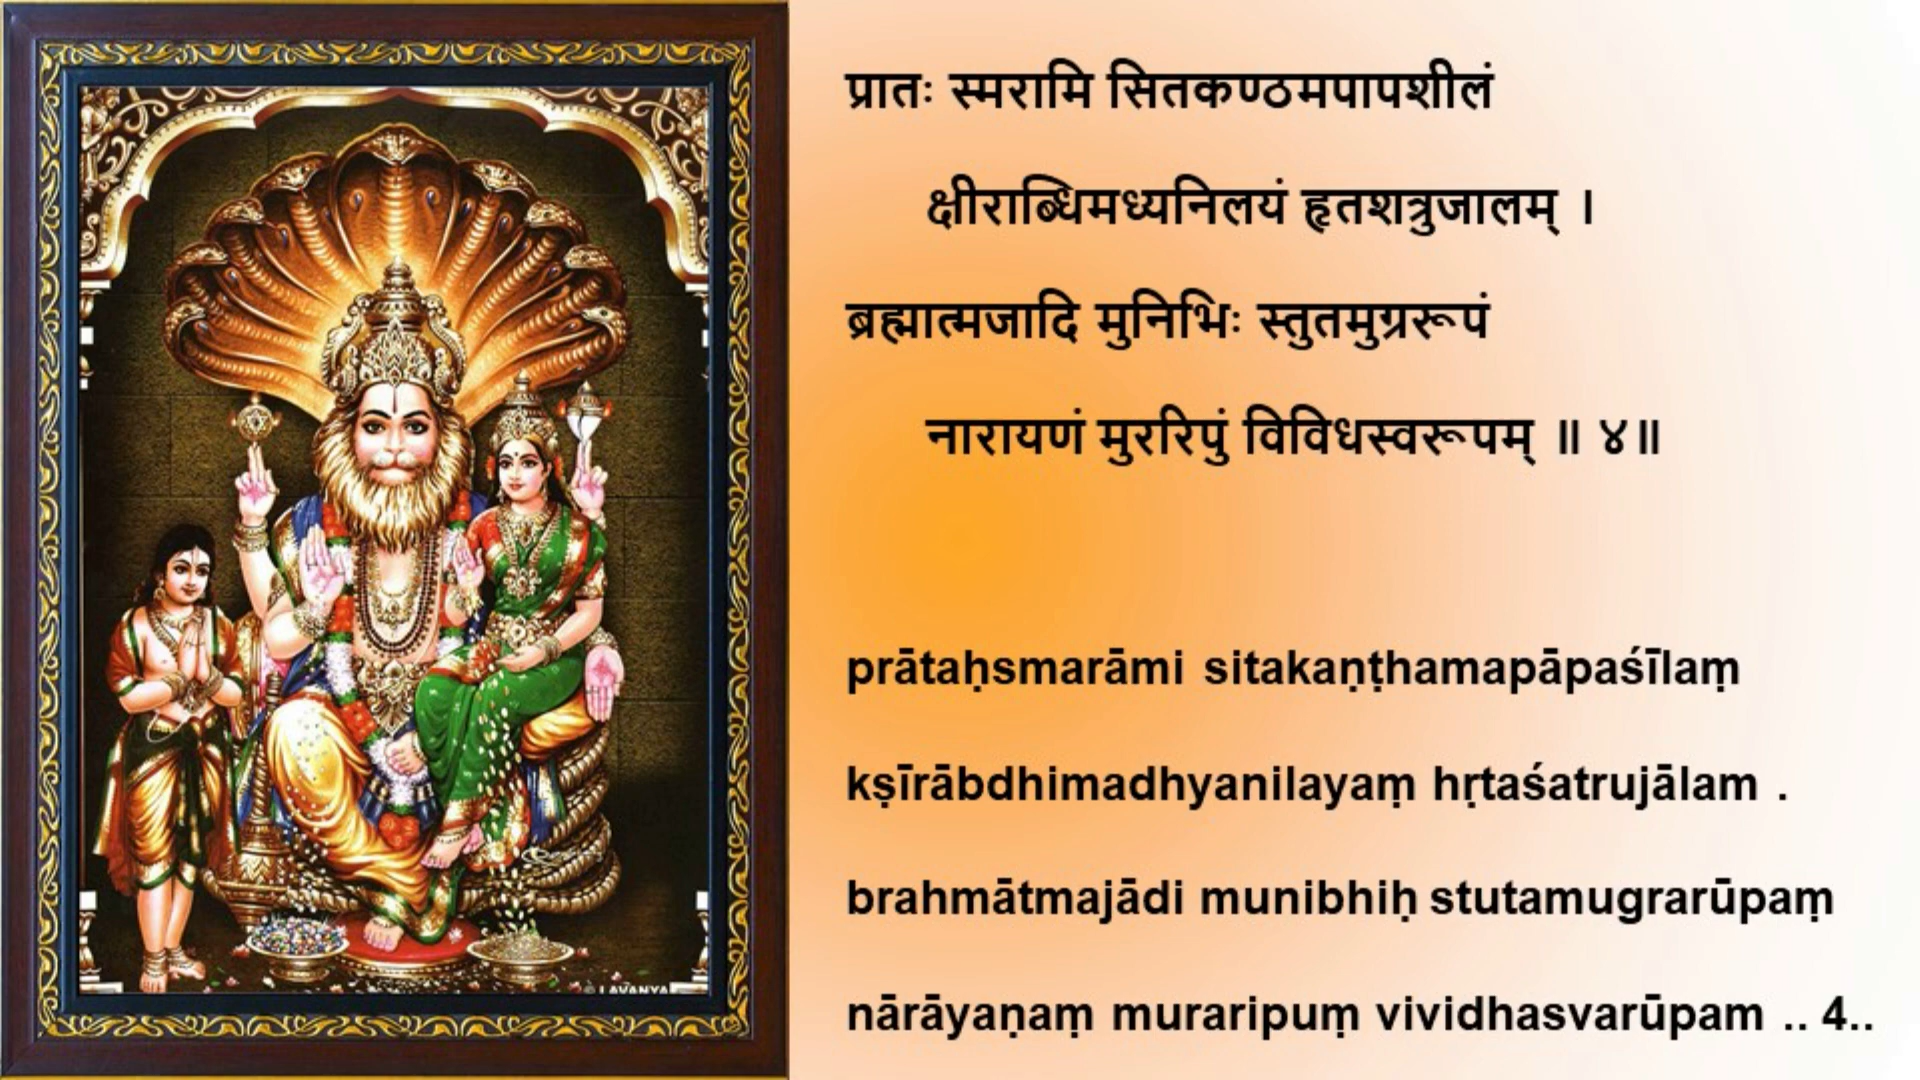 प्रातः स्मरामि सितकण्ठमपापशीलं
क्षीराब्धिमध्यनिलयं हृतशत्रुजालम् ।
ब्रह्मात्मजादि मुनिभिः स्तुतमुग्ररूपं
नारायणं मुररिपुं विविधस्वरूपम् ॥ ४॥
prātaḥsmarāmi sitakaṇṭhamapāpaśīlaṃ
kṣīrābdhimadhyanilayaṃ hṛtaśatrujālam .
brahmātmajādi munibhiḥ stutamugrarūpaṃ
nārāyaṇaṃ muraripuṃ vividhasvarūpam .. 4..
© LAVANYA